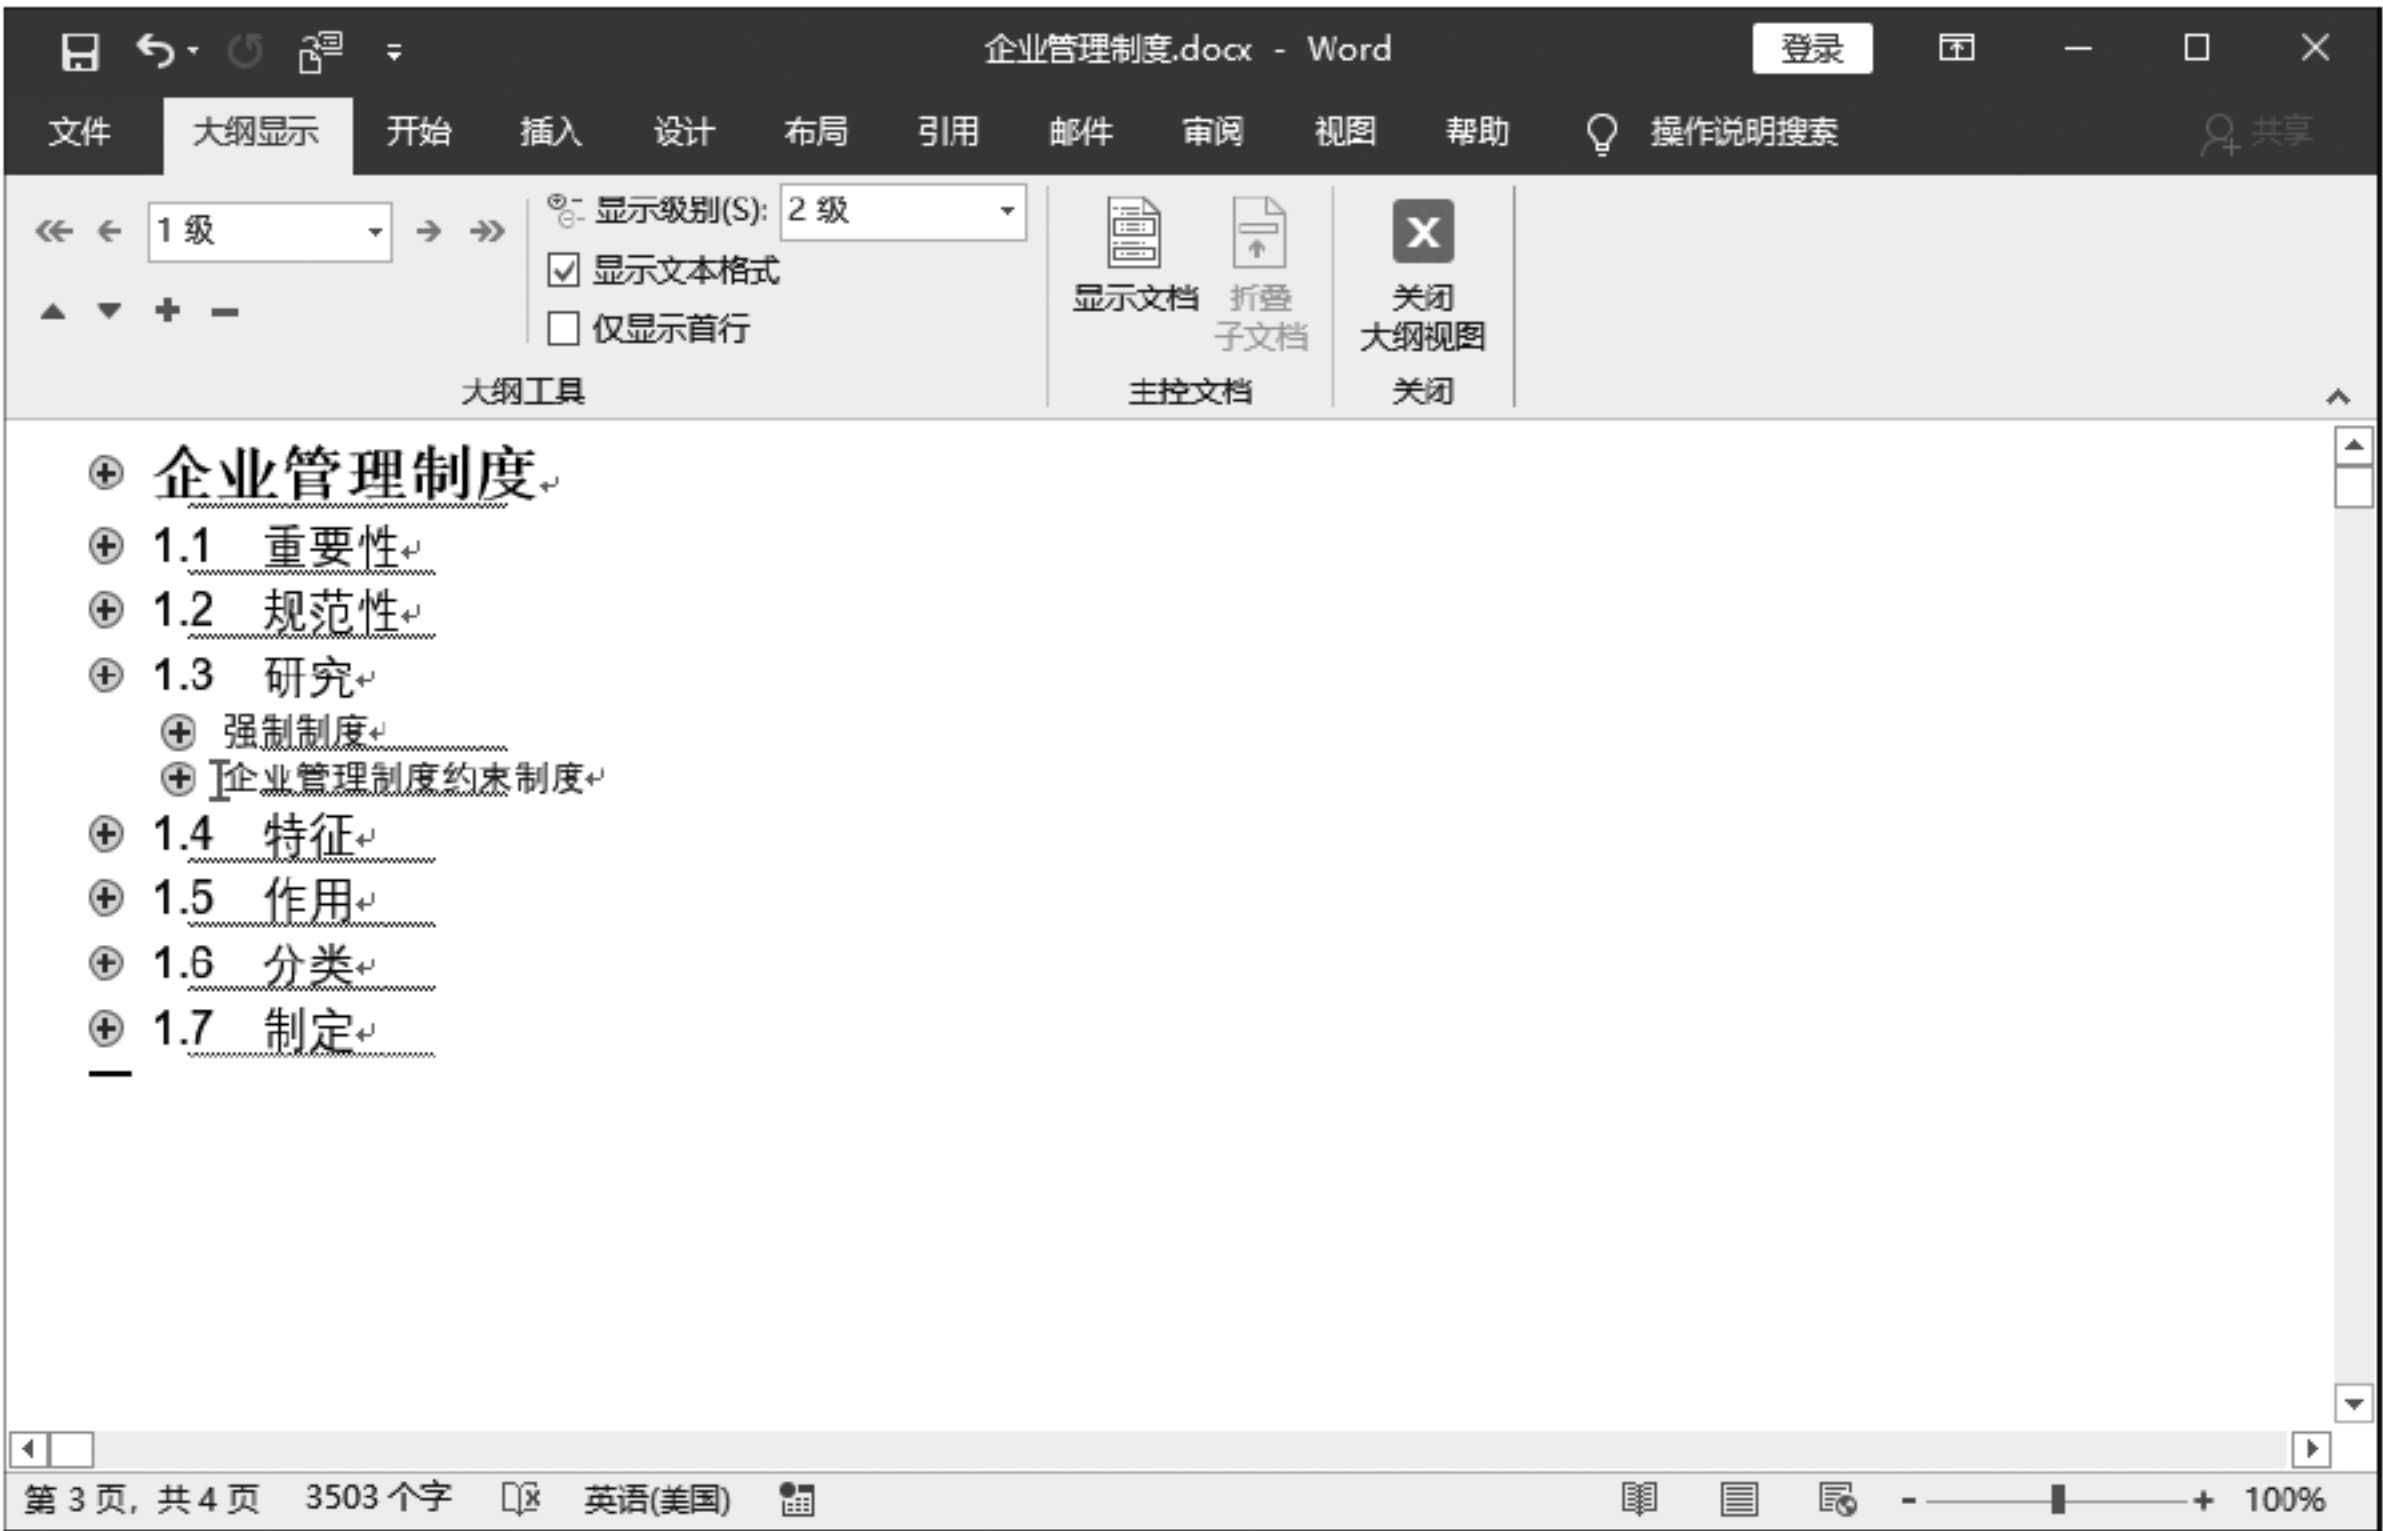 企业管理制度.docx - Word
登录
文件 大纲显示 开始 插入 设计 布局 引用 邮件 审阅 视图 帮助 操作说明搜索 共享
1 级
显示级别(S): 2 级
显示文本格式
仅显示首行
大纲工具
显示文档
折叠
子文档
主控文档
关闭
大纲视图
关闭
企业管理制度
1.1 重要性
1.2 规范性
1.3 研究
强制制度
企业管理制度约束制度
1.4 特征
1.5 作用
1.6 分类
1.7 制定
第 3 页, 共 4 页 3503 个字 英语(美国) 100%